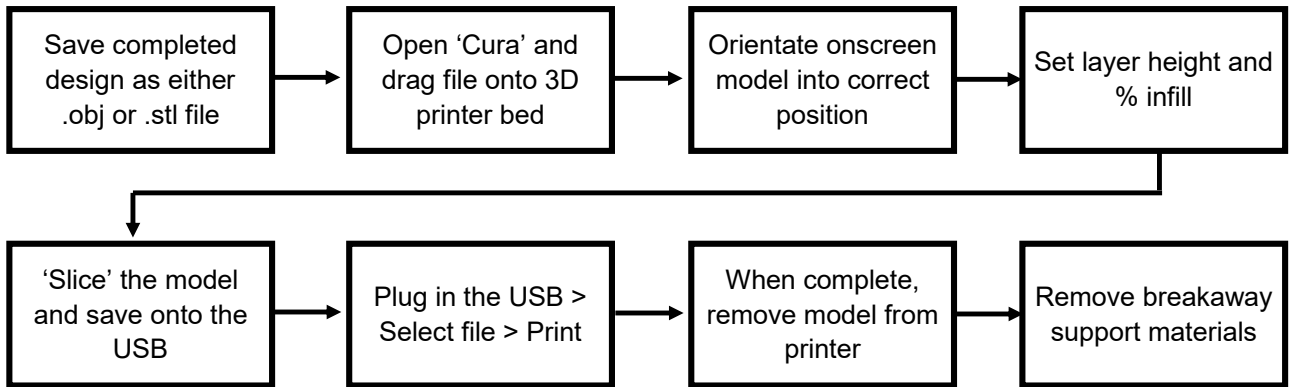 Save completed
design as either
.obj or .stl file
Open ‘Cura’ and
drag file onto 3D
printer bed
Orientate onscreen
model into correct
position
Set layer height and
% infill
‘Slice’ the model
and save onto the
USB
Plug in the USB >
Select file > Print
When complete,
remove model from
printer
Remove breakaway
support materials